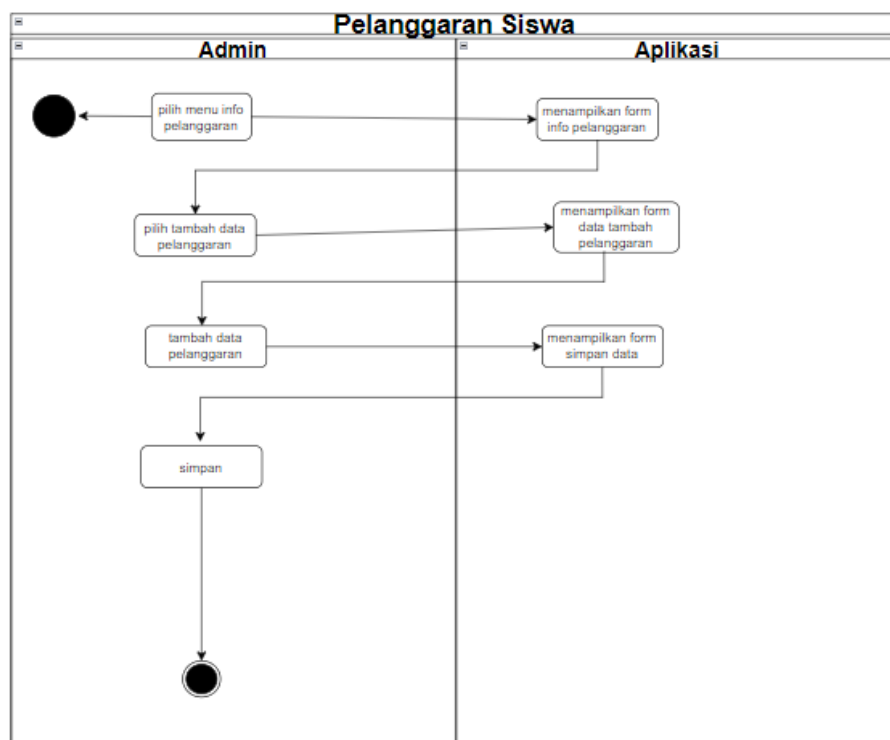 Pelanggaran Siswa
Admin
Aplikasi
pilih menu info
pelanggaran
menampilkan form
info pelanggaran
pilih tambah data
pelanggaran
menampilkan form
data tambah
pelanggaran
tambah data
pelanggaran
menampilkan form
simpan data
simpan